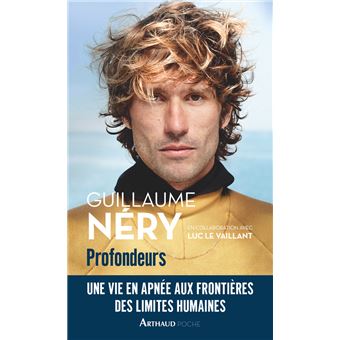 GUILLAUME
NÉRY
EN COLLABORATION AVEC
LUC LE VAILLANT
Profondeurs
UNE VIE EN APNÉE AUX FRONTIÈRES
DES LIMITES HUMAINES
ARTHAUD POCHE